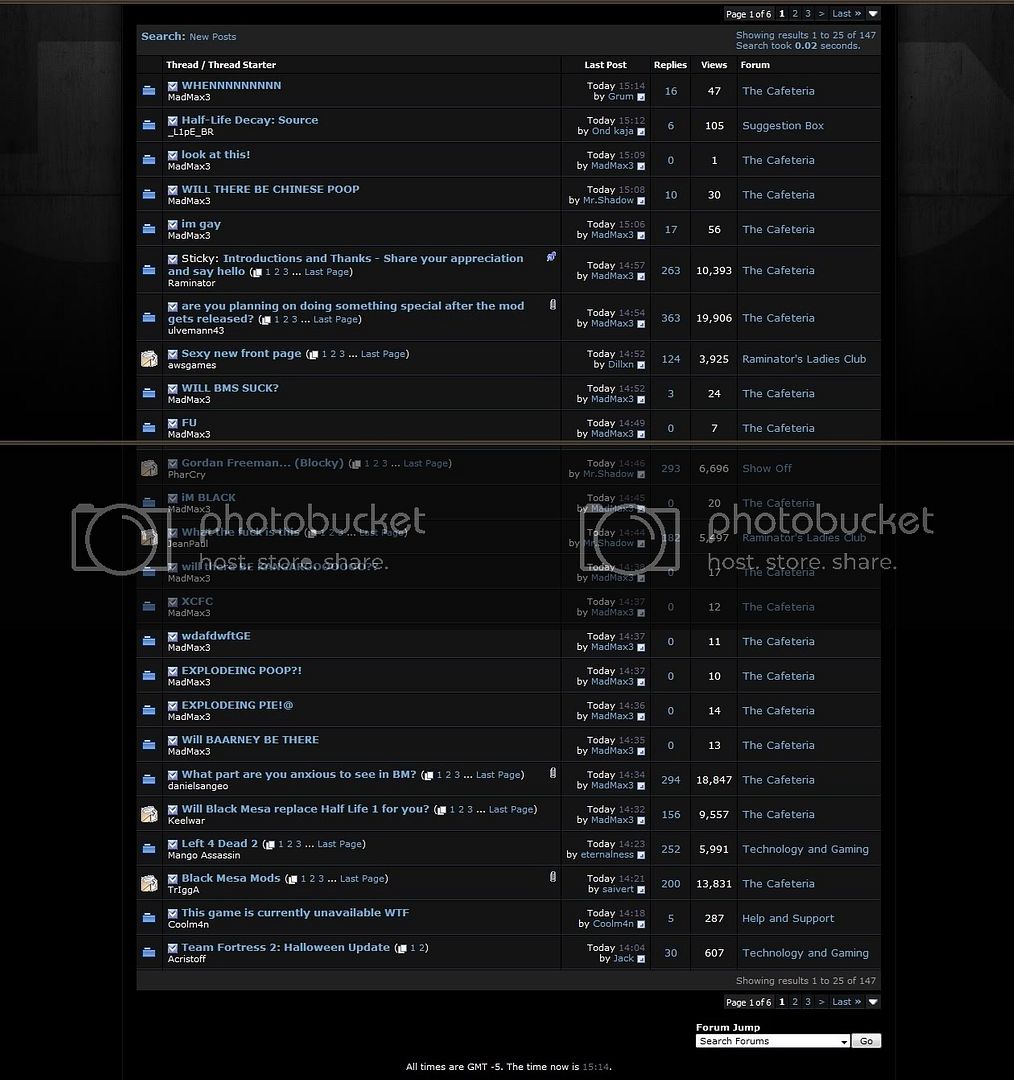 Page 1 of 6 1 2 3 > Last »
Search: New Posts
Showing results 1 to 25 of 147
Search took 0.02 seconds.
Thread / Thread Starter Last Post Replies Views Forum
WHENNNNNNNNN Today 15:14 16 47 The Cafeteria
MadMax3 by Grum
Half-Life Decay: Source Today 15:12 6 105 Suggestion Box
_L1pE_BR by Ond kaja
look at this! Today 15:09 0 1 The Cafeteria
MadMax3 by MadMax3
WILL THERE BE CHINESE POOP Today 15:08 10 30 The Cafeteria
MadMax3 by Mr.Shadow
im gay Today 15:06 17 56 The Cafeteria
MadMax3 by MadMax3
Sticky: Introductions and Thanks - Share your appreciation
and say hello ( 1 2 3 ... Last Page) Today 14:57 263 10,393 The Cafeteria
Raminator by MadMax3
are you planning on doing something special after the mod
gets released? ( 1 2 3 ... Last Page) Today 14:54 363 19,906 The Cafeteria
ulvemann43 by MadMax3
Sexy new front page ( 1 2 3 ... Last Page) Today 14:52 124 3,925 Raminator's Ladies Club
awsgames by Dillxn
WILL BMS SUCK? Today 14:52 3 24 The Cafeteria
MadMax3 by MadMax3
FU Today 14:49 0 7 The Cafeteria
MadMax3 by MadMax3
Gordan Freeman... (Blocky) ( 1 2 3 ... Last Page) Today 14:46 293 6,696 Show Off
PharCry by Mr.Shadow
iM BLACK Today 14:45 0 20 The Cafeteria
MadMax3 by MadMax3
What the fuck is this ( 1 2 3 ... Last Page) Today 14:44 182 5,497 Raminator's Ladies Club
JeanPaul by Mr.Shadow
photobucket photobucket
host. store. share. host. store. share.
will there BE Today 14:38 0 17 The Cafeteria
MadMax3 by MadMax3
XCFC Today 14:37 0 12 The Cafeteria
MadMax3 by MadMax3
wdafdwftGE Today 14:37 0 11 The Cafeteria
MadMax3 by MadMax3
EXPLODEING POOP?! Today 14:37 0 10 The Cafeteria
MadMax3 by MadMax3
EXPLODEING PIE!@ Today 14:36 0 14 The Cafeteria
MadMax3 by MadMax3
Will BAARNEY BE THERE Today 14:35 0 13 The Cafeteria
MadMax3 by MadMax3
What part are you anxious to see in BM? ( 1 2 3 ... Last Page) Today 14:34 294 18,847 The Cafeteria
danielsangeo by MadMax3
Will Black Mesa replace Half Life 1 for you? ( 1 2 3 ... Last Page) Today 14:32 156 9,557 The Cafeteria
Keelwar by MadMax3
Left 4 Dead 2 ( 1 2 3 ... Last Page) Today 14:23 252 5,991 Technology and Gaming
Mango Assassin by eternalness
Black Mesa Mods ( 1 2 3 ... Last Page) Today 14:21 200 13,831 The Cafeteria
TrIggA by saivert
This game is currently unavailable WTF Today 14:18 5 287 Help and Support
Coolm4n by Coolm4n
Team Fortress 2: Halloween Update ( 1 2) Today 14:04 30 607 Technology and Gaming
Acristoff by Jack
Showing results 1 to 25 of 147
Page 1 of 6 1 2 3 > Last »
Forum Jump
Search Forums Go
All times are GMT -5. The time now is 15:14.